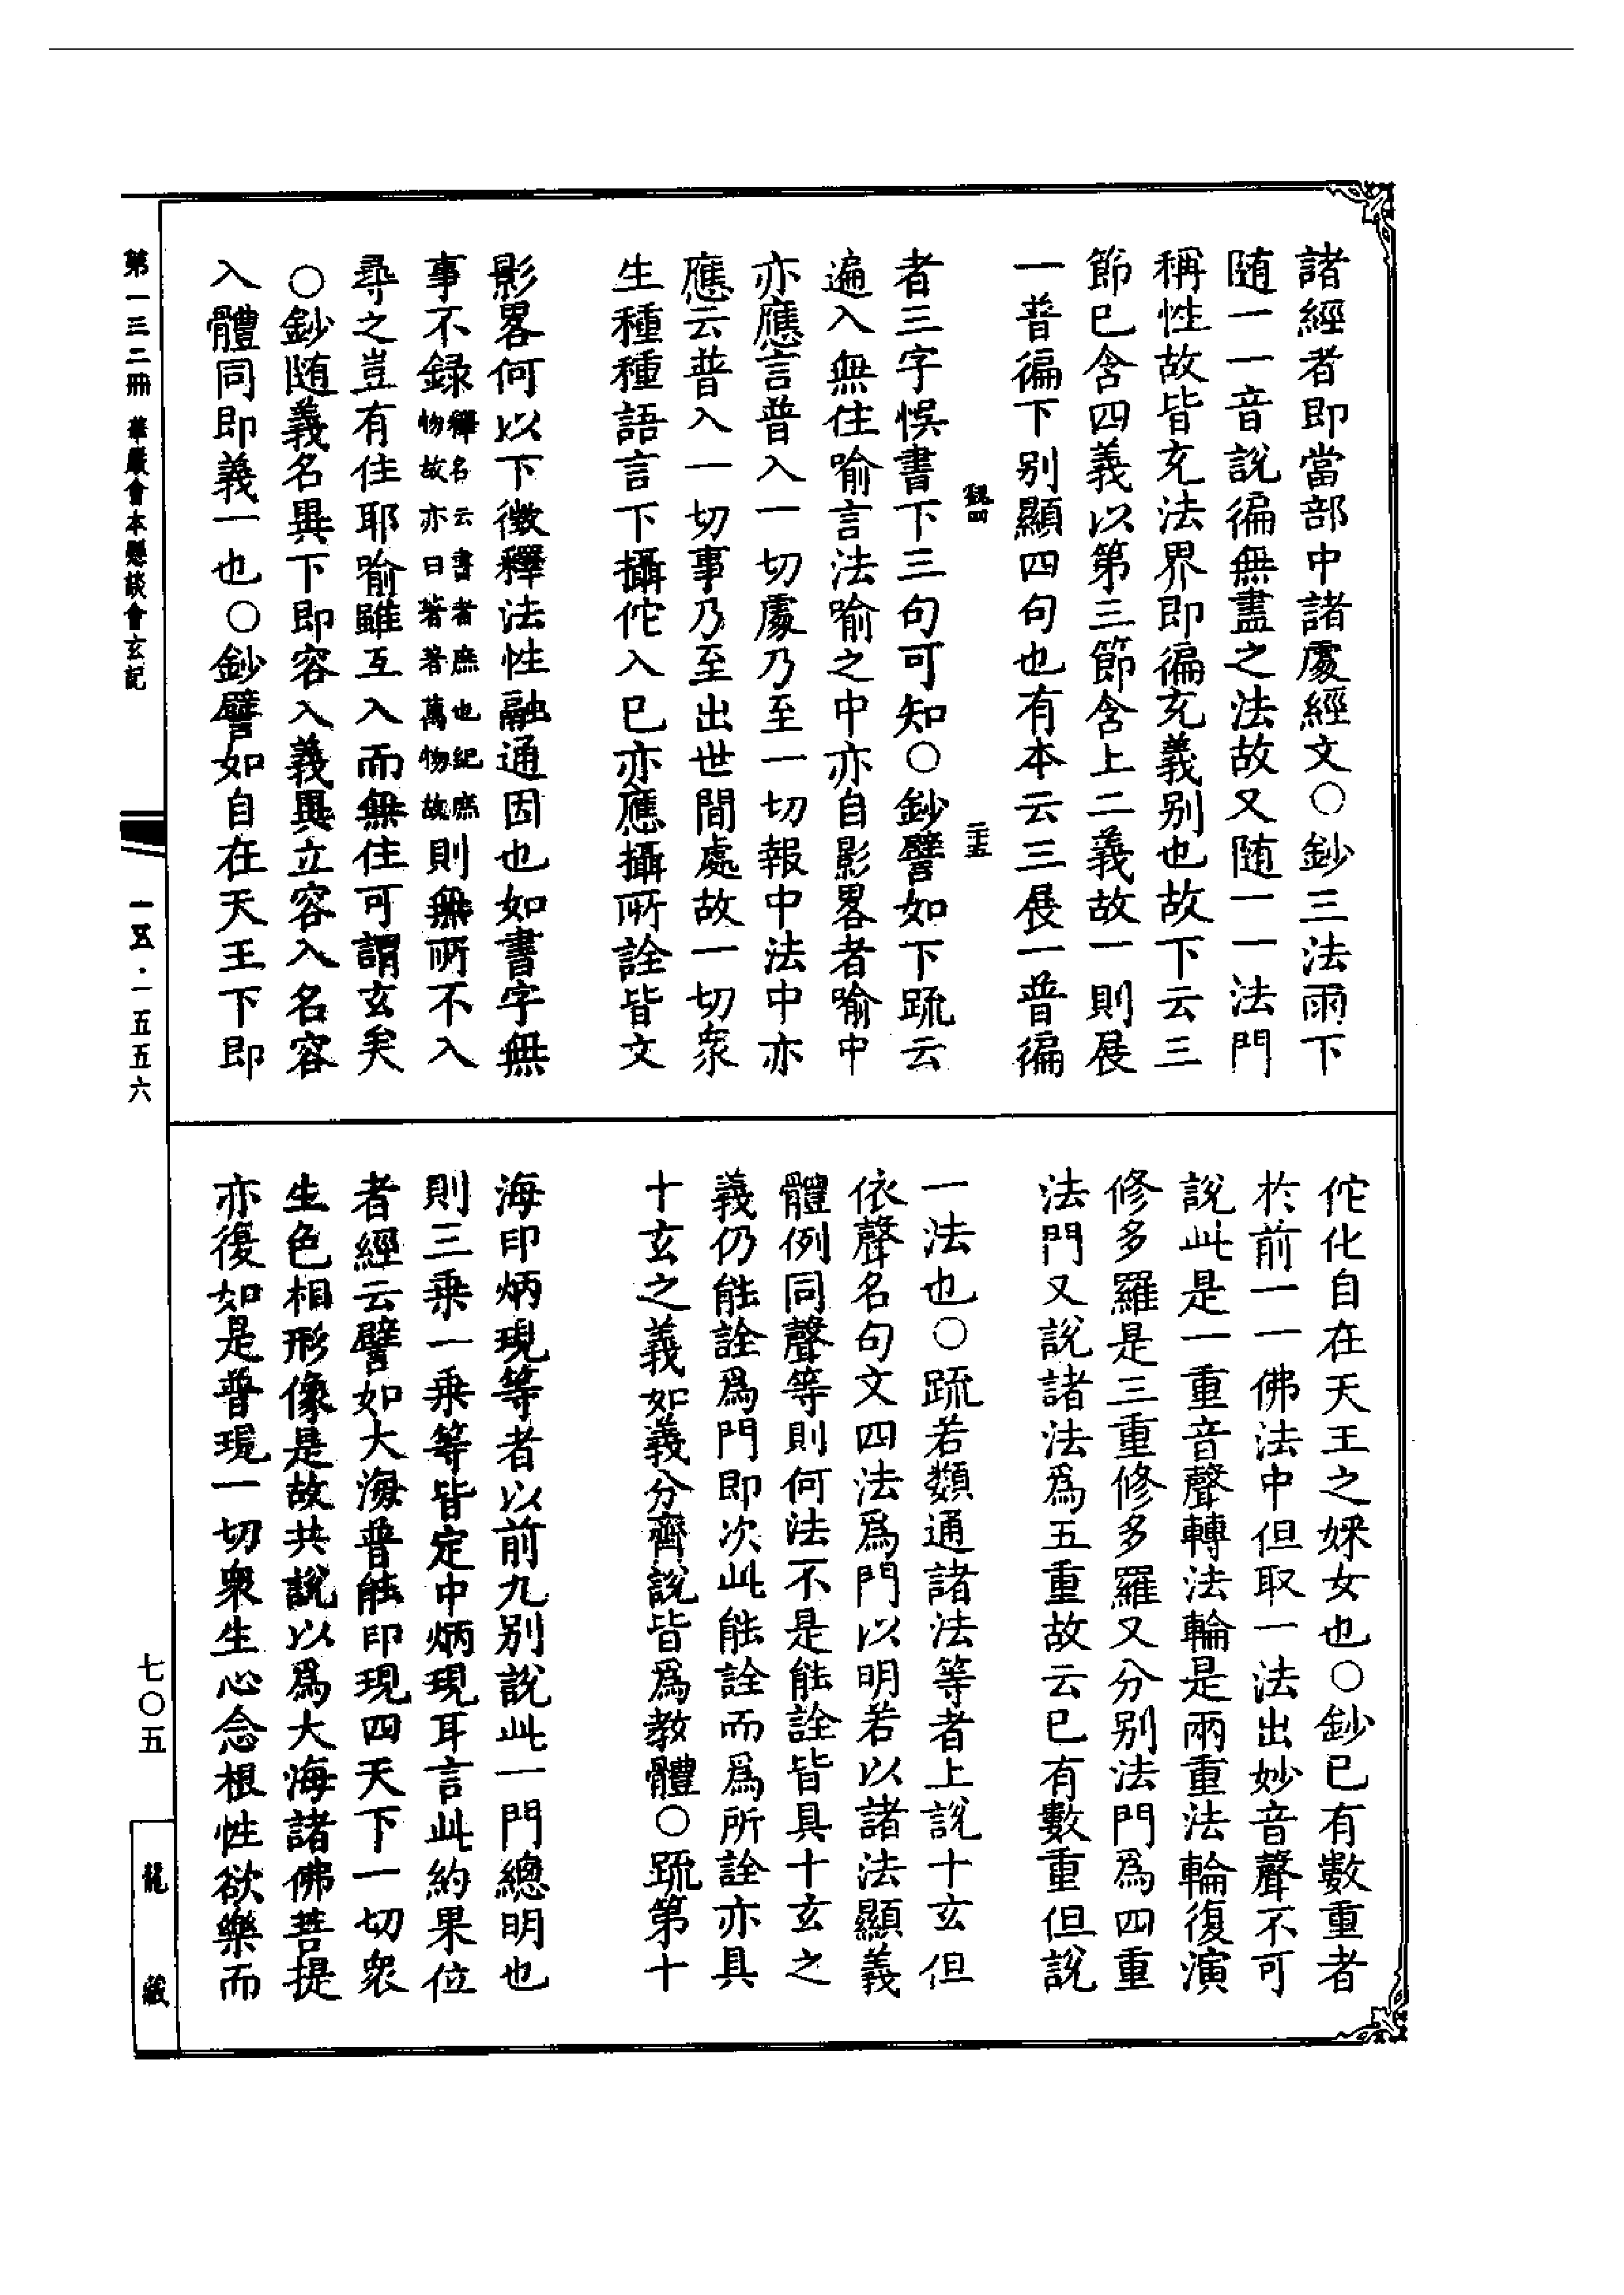 諸經者即當部中諸處經文○鈔三法雨下
随一一音說徧無盡之法故又随一一法門
稱性故皆充法界即徧充義别也故下云三
節已含四義以第三節含上二義故一則展
一普徧下别顯四句也有本云三展一普徧
者三字悞書下三句可知○鈔譬如下䟽云
遍入無住喻言法喻之中亦自影畧者喻中
亦應言普入一切處乃至一切報中法中亦
應云普入一切事乃至出世間處故一切衆
生種種語言下攝佗入已亦應攝所詮皆文
影畧何以下徴釋法性融通因也如書字無
事不録釋名云書者庶也紀庶物故亦曰著著萬物故則無所不入
尋之豈有住耶喻雖互入而無住可謂玄矣
○鈔随義名異下即容入義異立容入名容
入體同即義一也○鈔譬如自在天王下即
佗化自在天王之婇女也○鈔已有數重者
於前一一佛法中但取一法出妙音聲不可
說此是一重音聲轉法輪是兩重法輪復演
修多羅是三重修多羅又分别法門爲四重
法門又説諸法爲五重故云已有數重但說
一法也○䟽若類通諸法等者上説十玄但
依聲名句文四法爲門以明若以諸法顯義
體例同聲等則何法不是能詮皆具十玄之
義仍能詮爲門即次此能詮而爲所詮亦具
十玄之義如義分齊說皆爲教體○䟽第十
海印炳現等者以前九别說此一門總明也
則三乗一乗等皆定中炳現耳言此約果位
者經云譬如大海普能印現四天下一切衆
生色相形像是故共說以爲大海諸佛菩提
亦復如是普現一切衆生心念根性欲樂而
第一三二冊 華嚴會本懸談會玄記
一五·一五五六
七〇五
龍藏